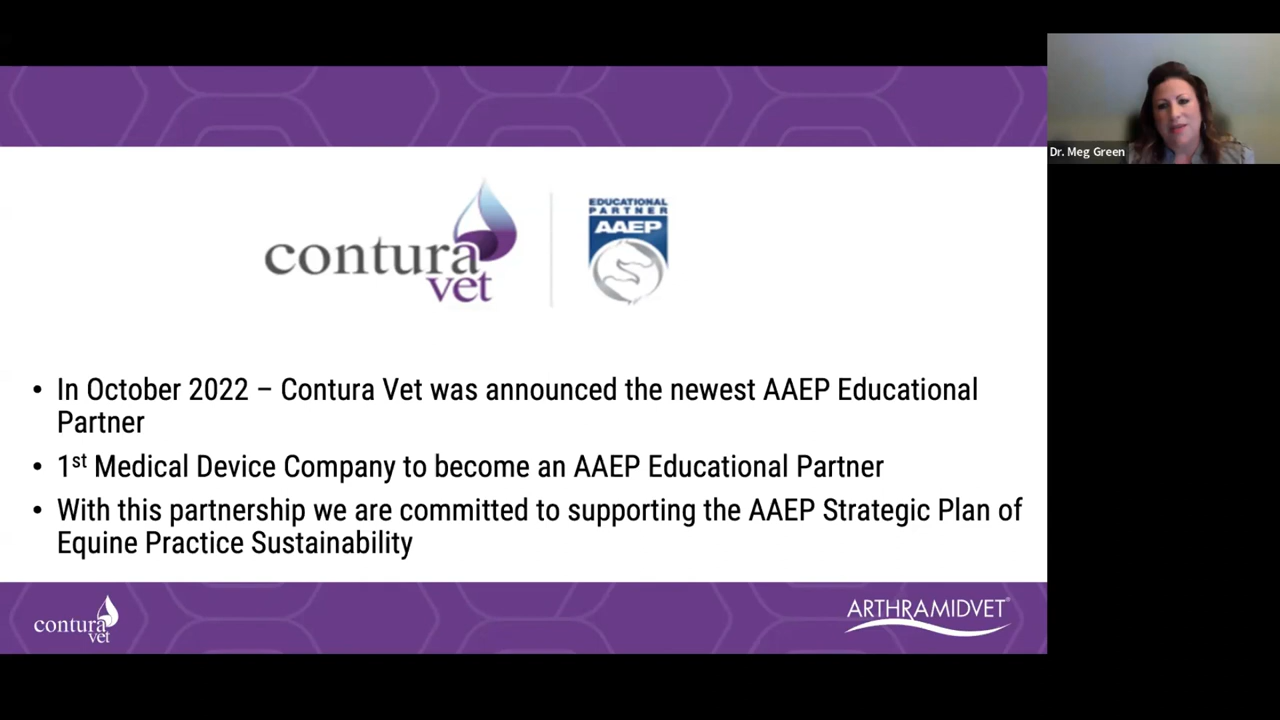 Dr. Meg Green
contura
vet
EDUCATIONAL
PARTNER
AAEP
• In October 2022 – Contura Vet was announced the newest AAEP Educational
Partner
• 1st Medical Device Company to become an AAEP Educational Partner
• With this partnership we are committed to supporting the AAEP Strategic Plan of
Equine Practice Sustainability
contura
vet
ARTHRAMIDVET®